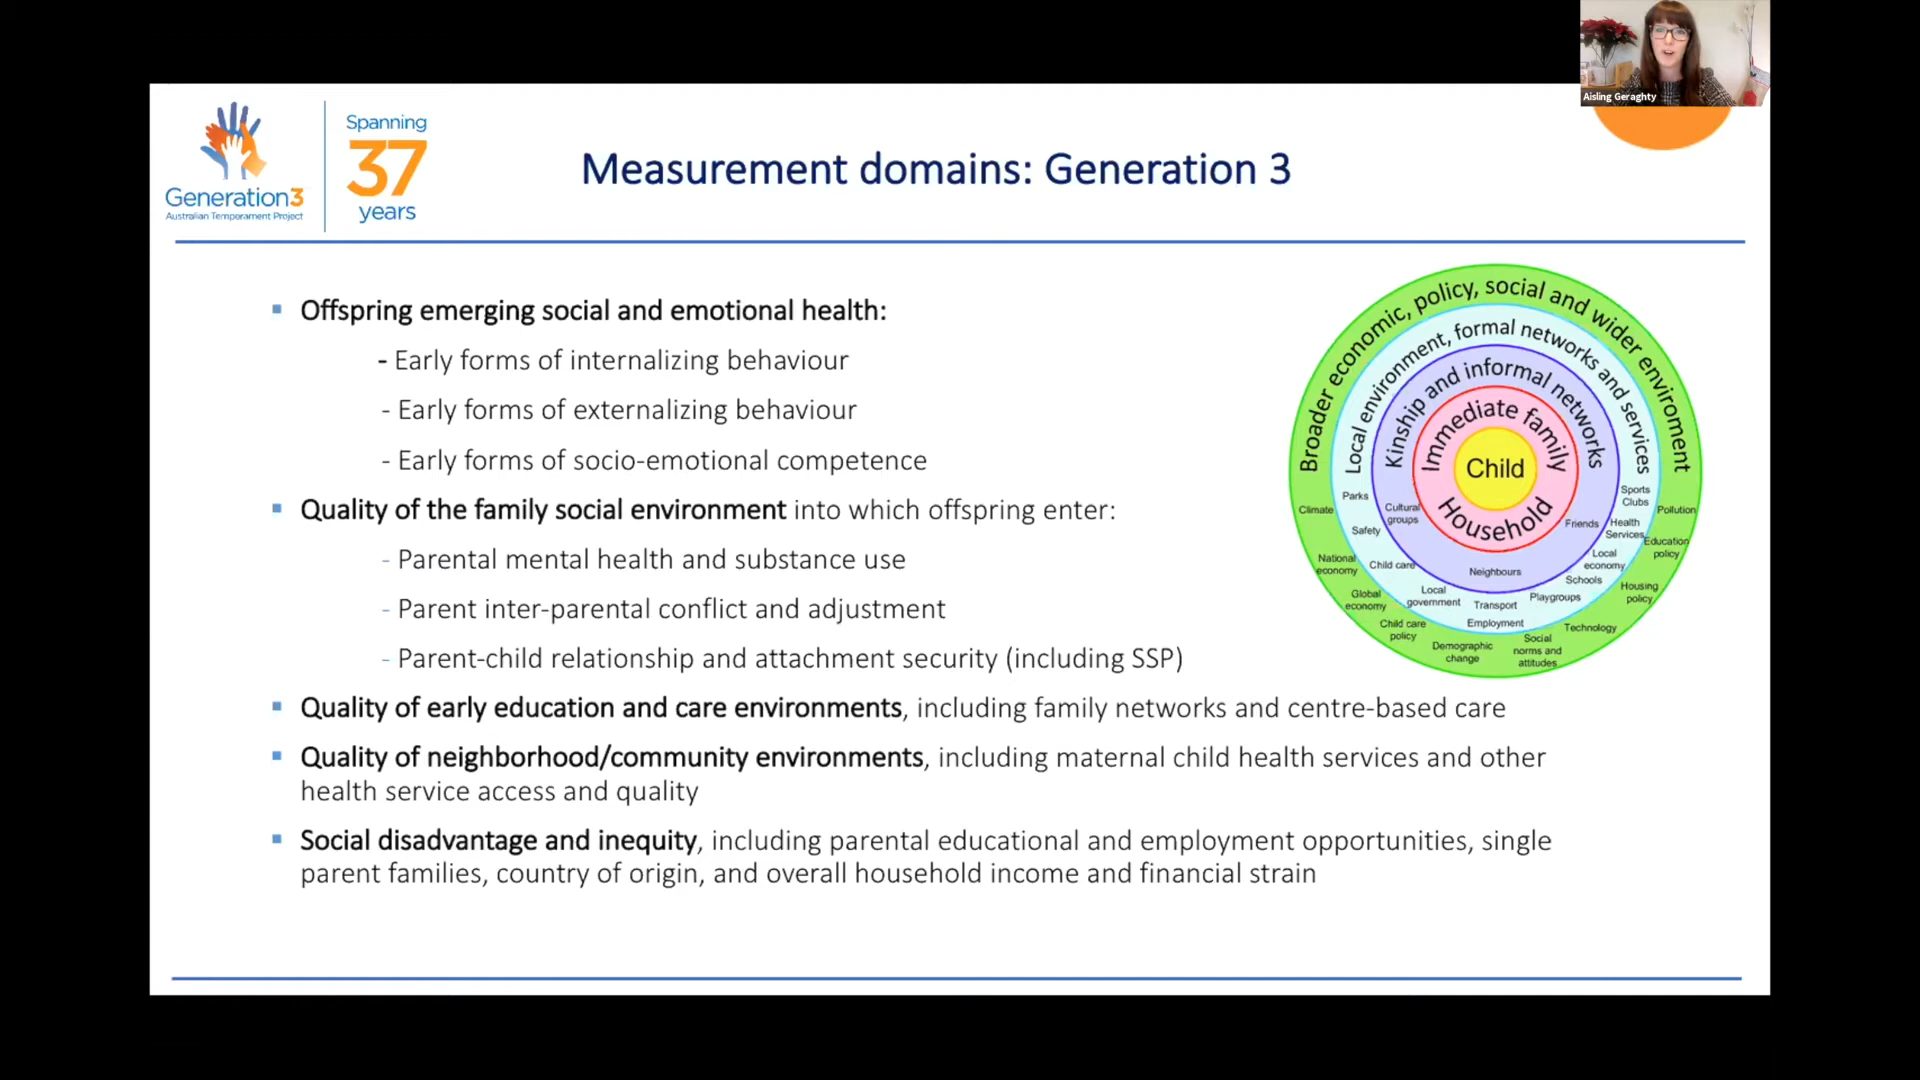 Aisling Geraghty
Spanning
37
years
Generation3
Australian Temperament Project
Measurement domains: Generation 3
▪ Offspring emerging social and emotional health:
- Early forms of internalizing behaviour
- Early forms of externalizing behaviour
- Early forms of socio-emotional competence
▪ Quality of the family social environment into which offspring enter:
- Parental mental health and substance use
- Parent inter-parental conflict and adjustment
- Parent-child relationship and attachment security (including SSP)
▪ Quality of early education and care environments, including family networks and centre-based care
▪ Quality of neighborhood/community environments, including maternal child health services and other
health service access and quality
▪ Social disadvantage and inequity, including parental educational and employment opportunities, single
parent families, country of origin, and overall household income and financial strain
Broader economic, policy, social and wider enviroment
Local environment, formal networks and services
Kinship and informal networks
Immediate family
Child
Household
Parks
Safety
Child care
Local
government
Transport
Employment
Playgroups
Schools
Local
economy
Health
Services
Sports
Clubs
Cultural
groups
Neighbours
Friends
Climate
National
economy
Global
economy
Child care
policy
Demographic
change
Social
norms and
attitudes
Technology
Housing
policy
Education
policy
Pollution